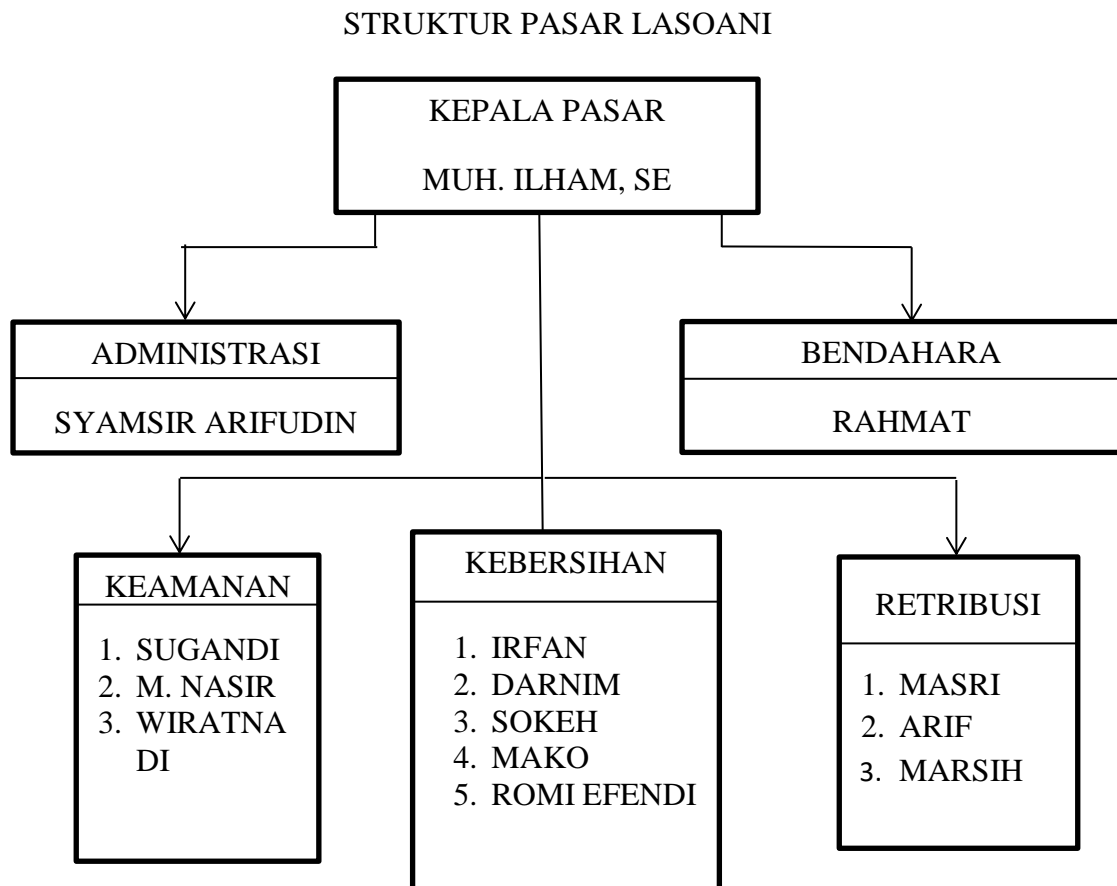 STRUKTUR PASAR LASOANI
KEPALA PASAR
MUH. ILHAM, SE
ADMINISTRASI
SYAMSIR ARIFUDIN
BENDAHARA
RAHMAT
KEAMANAN
1. SUGANDI
2. M. NASIR
3. WIRATNA
DI
KEBERSIHAN
1. IRFAN
2. DARNIM
3. SOKEH
4. MAKO
5. ROMI EFENDI
RETRIBUSI
1. MASRI
2. ARIF
3. MARSIH